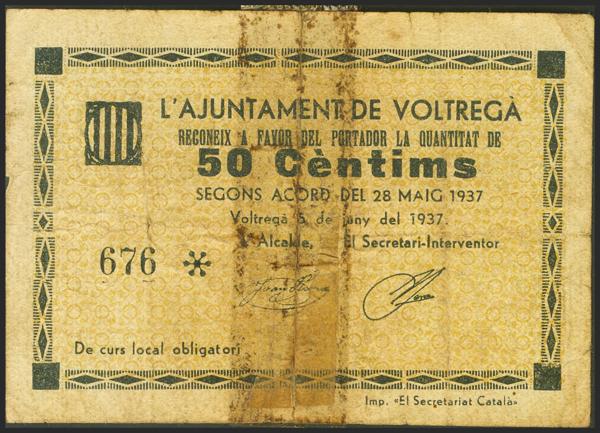 L'AJUNTAMENT DE VOLTREGÀ
RECONEIX A FAVOR DEL PORTADOR LA QUANTITAT DE
50 Cèntims
SEGONS ACORD DEL 28 MAIG 1937
Voltregà 5 de juny del 1937.
L'Alcalde, El Secretari-Interventor
676 *
De curs local obligatori
Imp. «El Secretariat Català»